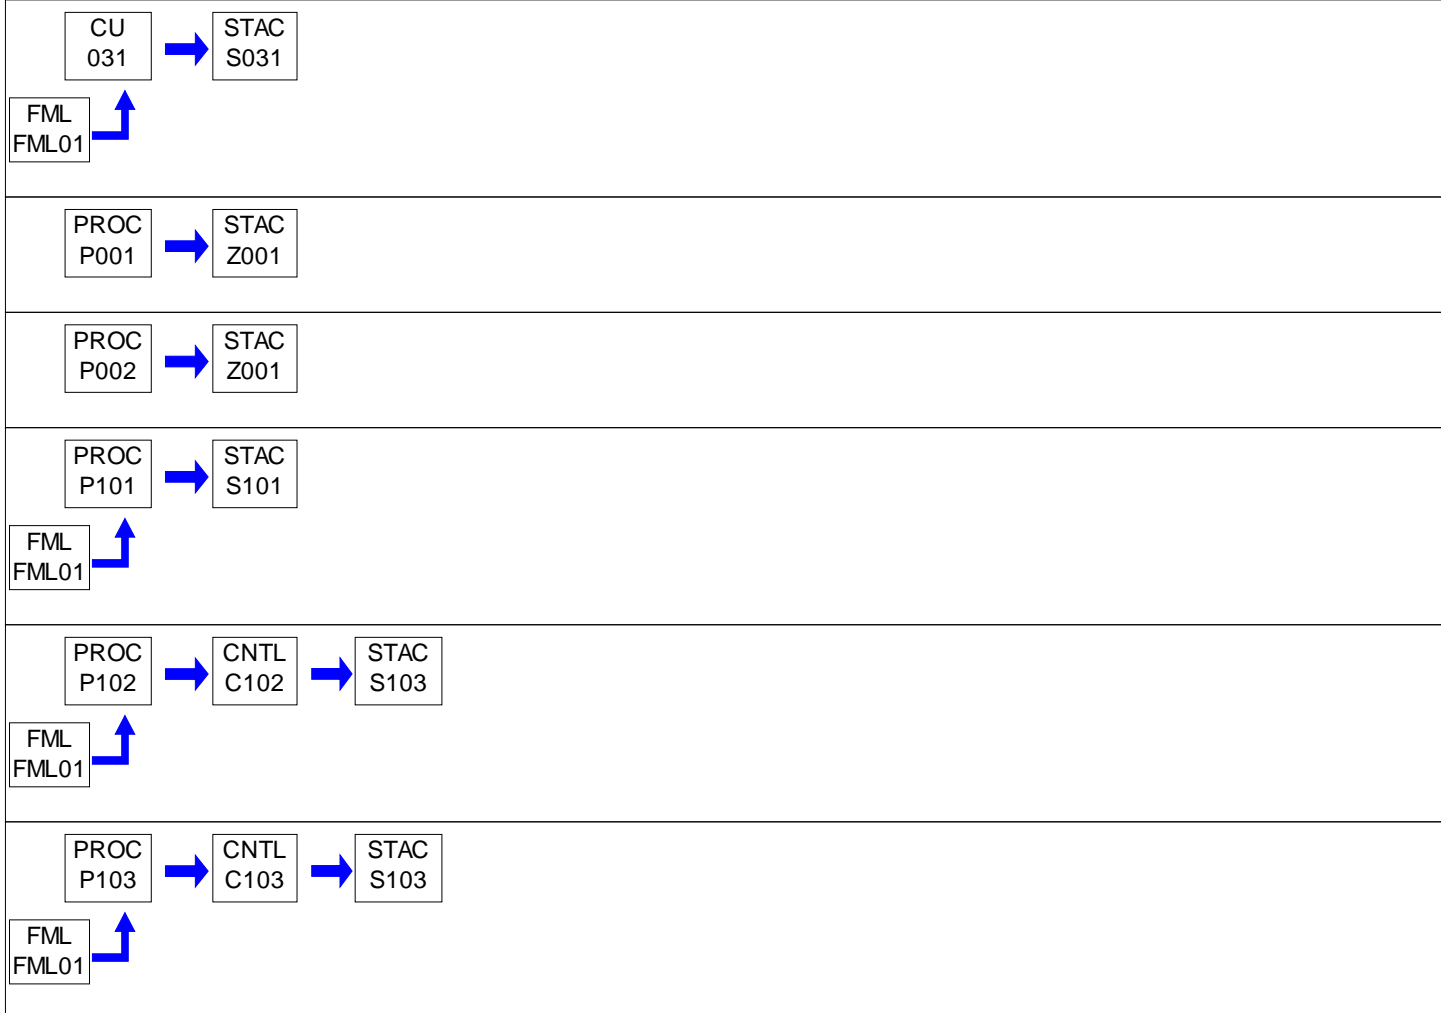 CU
031
STAC
S031
FML
FML01
PROC
P001
STAC
Z001
PROC
P002
STAC
Z001
PROC
P101
STAC
S101
FML
FML01
PROC
P102
CNTL
C102
STAC
S103
FML
FML01
PROC
P103
CNTL
C103
STAC
S103
FML
FML01